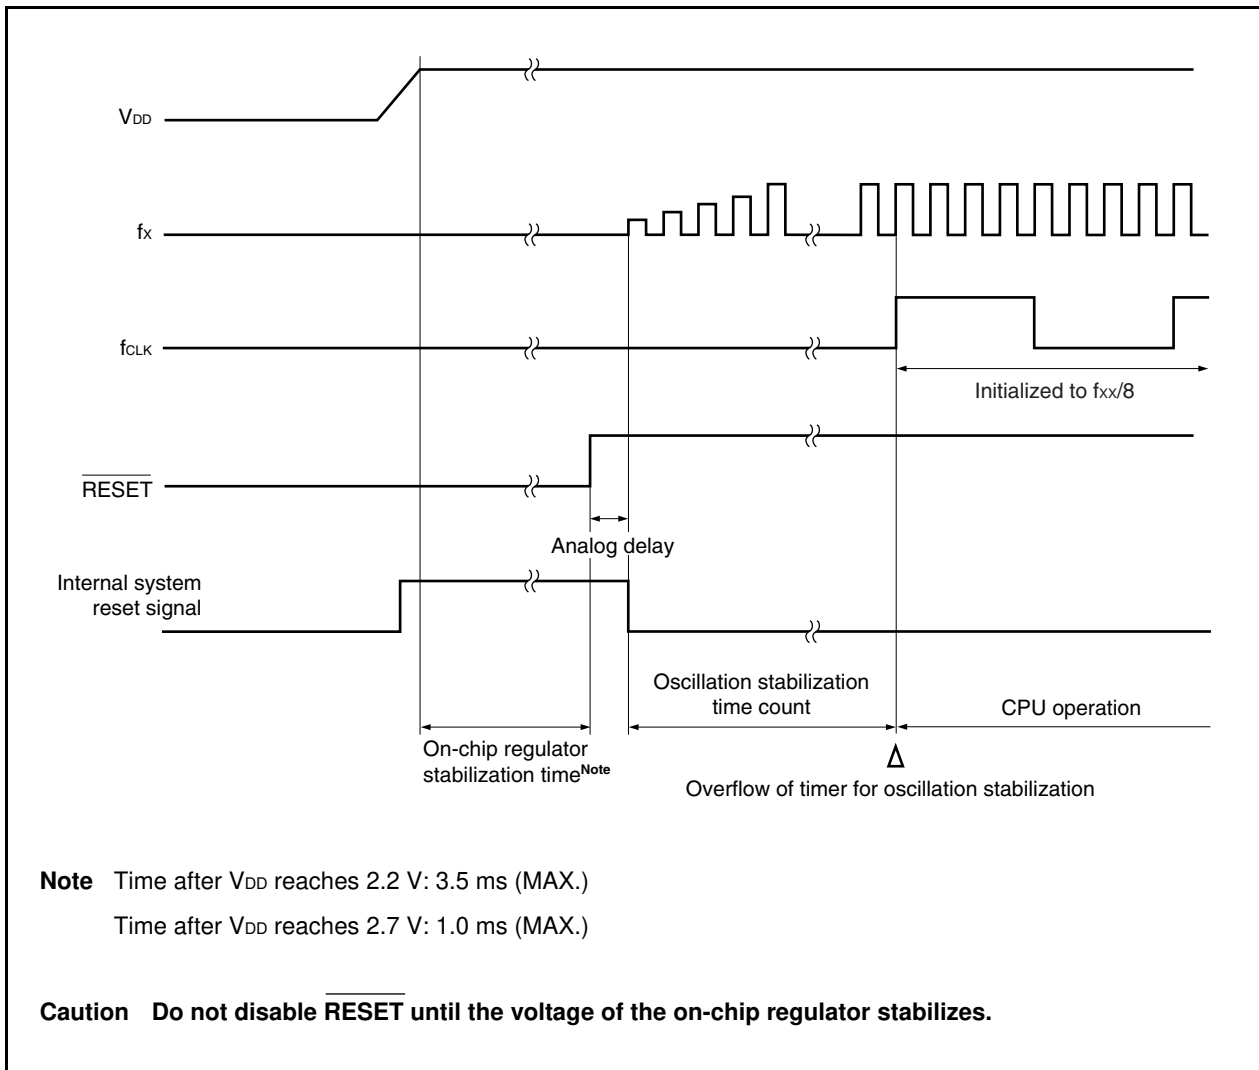 VDD
fX
fCLK
Initialized to fXX/8
RESET
Analog delay
Internal system
reset signal
Oscillation stabilization
time count
CPU operation
On-chip regulator
stabilization timeNote
Overflow of timer for oscillation stabilization
Note Time after VDD reaches 2.2 V: 3.5 ms (MAX.)
Time after VDD reaches 2.7 V: 1.0 ms (MAX.)
Caution Do not disable RESET until the voltage of the on-chip regulator stabilizes.